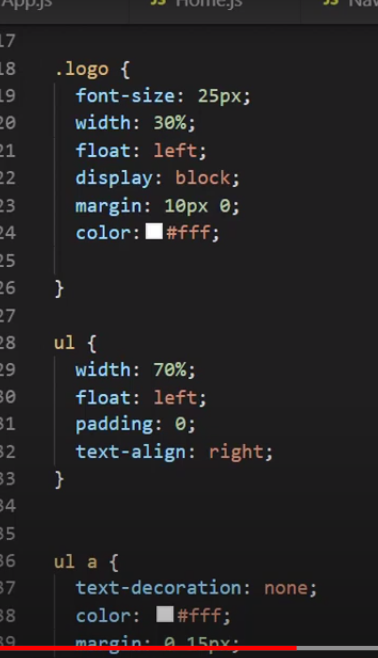 App.js JS Home.js JS Nav
17
18 .logo {
19 font-size: 25px;
20 width: 30%;
21 float: left;
22 display: block;
23 margin: 10px 0;
24 color: #fff;
25
26 }
27
28 ul {
29 width: 70%;
30 float: left;
31 padding: 0;
32 text-align: right;
33 }
34
35
36 ul a {
37 text-decoration: none;
38 color: #fff;
39 margin: 0 15px;